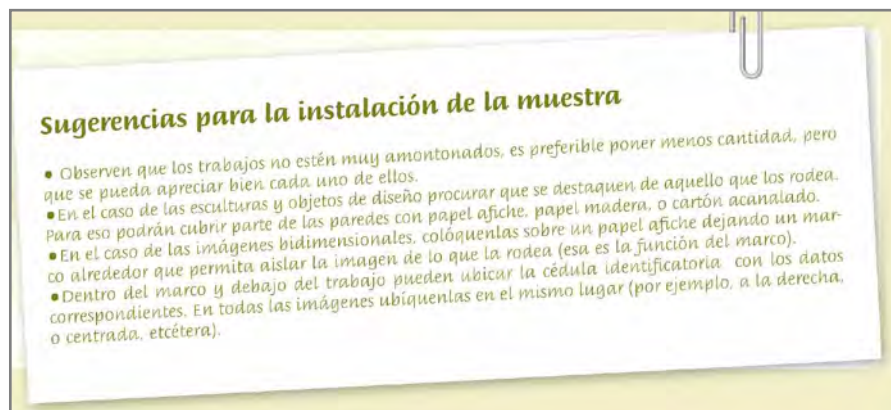 Sugerencias para la instalación de la muestra
• Observen que los trabajos no estén muy amontonados, es preferible poner menos cantidad, pero
que se pueda apreciar bien cada uno de ellos.
•En el caso de las esculturas y objetos de diseño procurar que se destaquen de aquello que los rodea.
Para eso podrán cubrir parte de las paredes con papel afiche, papel madera, o cartón acanalado.
•En el caso de las imágenes bidimensionales, colóquenlas sobre un papel afiche dejando un mar-
co alrededor que permita aislar la imagen de lo que la rodea (esa es la función del marco).
•Dentro del marco y debajo del trabajo pueden ubicar la cédula identificatoria con los datos
correspondientes. En todas las imágenes ubíquenlas en el mismo lugar (por ejemplo, a la derecha,
o centrada, etcétera).